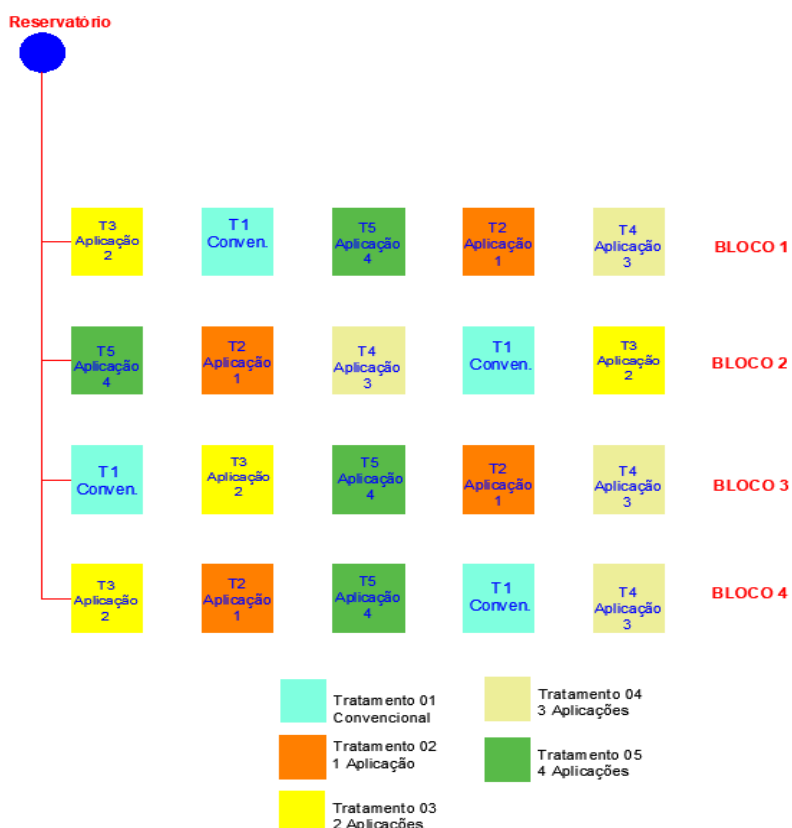 Reservatório
T3
Aplicação
2
T1
Conven.
T5
Aplicação
4
T2
Aplicação
1
T4
Aplicação
3
BLOCO 1
T5
Aplicação
4
T2
Aplicação
1
T4
Aplicação
3
T1
Conven.
T3
Aplicação
2
BLOCO 2
T1
Conven.
T3
Aplicação
2
T5
Aplicação
4
T2
Aplicação
1
T4
Aplicação
3
BLOCO 3
T3
Aplicação
2
T2
Aplicação
1
T5
Aplicação
4
T1
Conven.
T4
Aplicação
3
BLOCO 4
Tratamento 01
Convencional
Tratamento 02
1 Aplicação
Tratamento 03
2 Aplicações
Tratamento 04
3 Aplicações
Tratamento 05
4 Aplicações